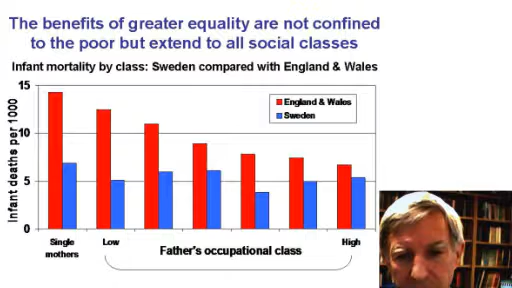 The benefits of greater equality are not confined
to the poor but extend to all social classes
Infant mortality by class: Sweden compared with England & Wales
Infant deaths per 1000
15
10
5
0
England & Wales
Sweden
Single
mothers
Low
High
Father's occupational class